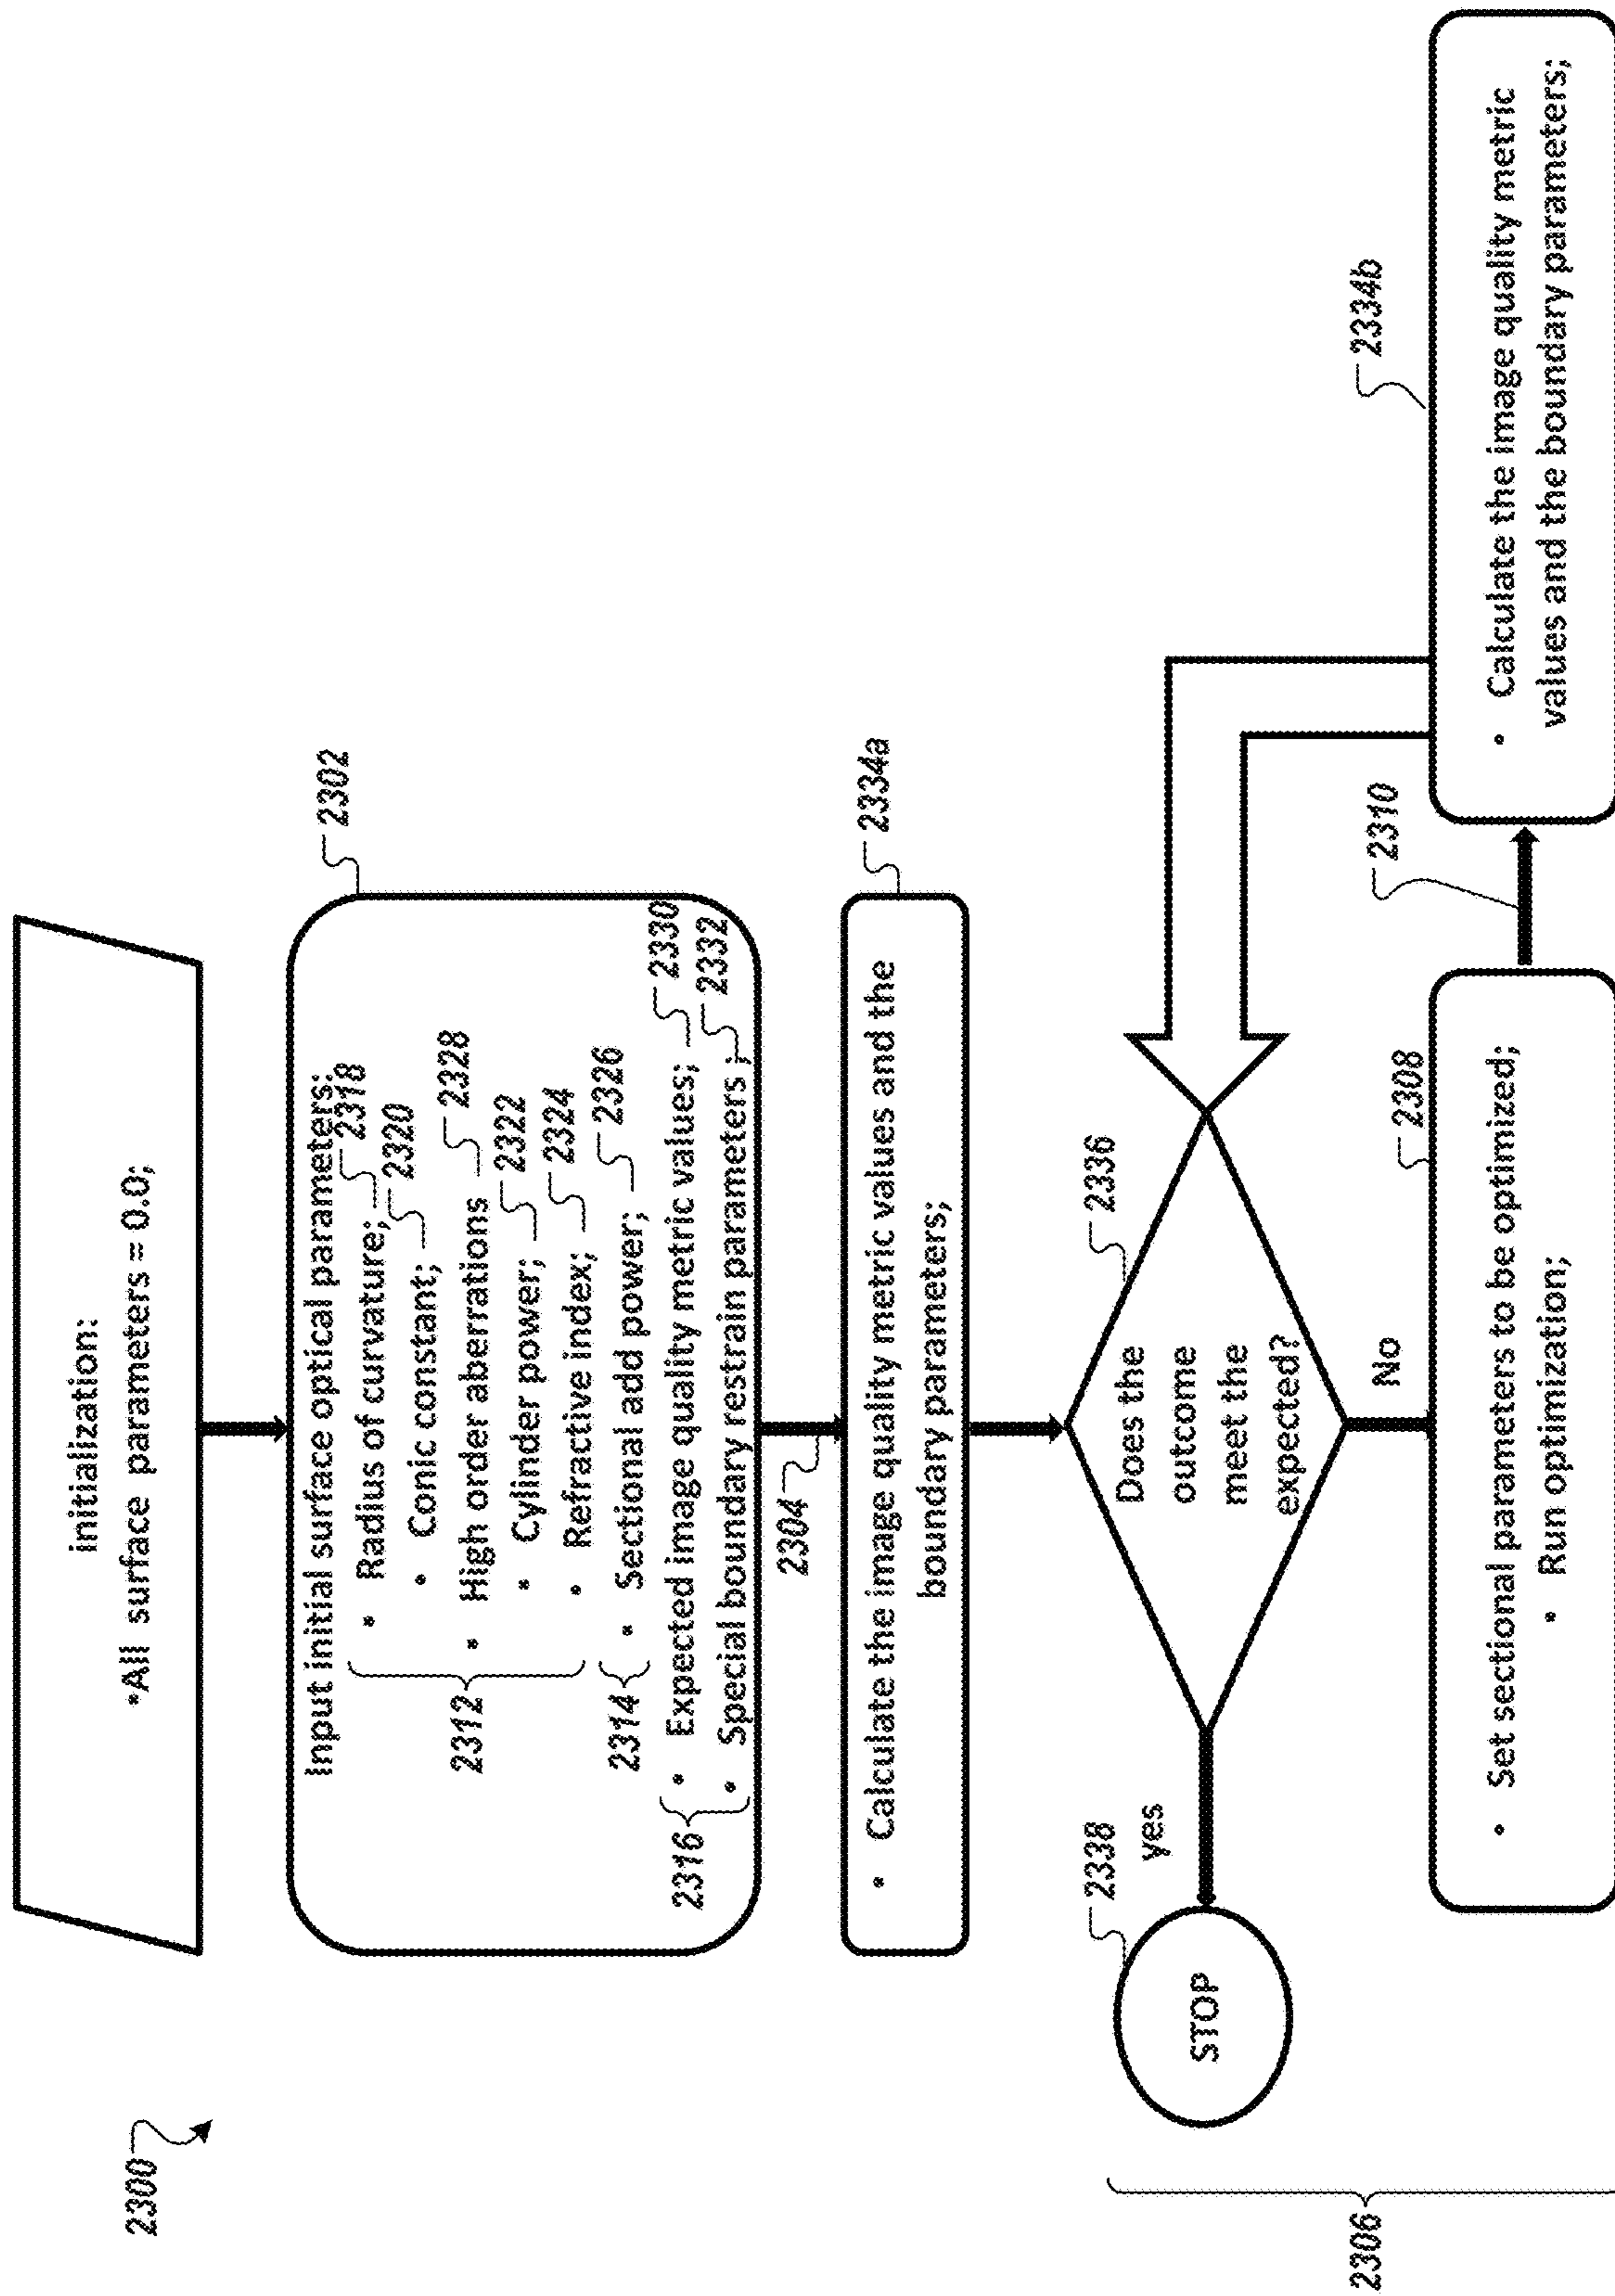 2300
initialization:
•All surface parameters = 0.0;
2302
Input initial surface optical parameters:
• Radius of curvature; 2318
• Conic constant; 2320
2312
• High order aberrations 2328
• Cylinder power; 2322
• Refractive index; 2324
2314 • Sectional add power; 2326
2316
• Expected image quality metric values; 2330
• Special boundary restrain parameters ; 2332
2304
2334a
• Calculate the image quality metric values and the
boundary parameters;
2306
2338
STOP
yes
2336
Does the
outcome
meet the
expected?
No
2308
• Set sectional parameters to be optimized;
• Run optimization;
2310
2334b
• Calculate the image quality metric
values and the boundary parameters;